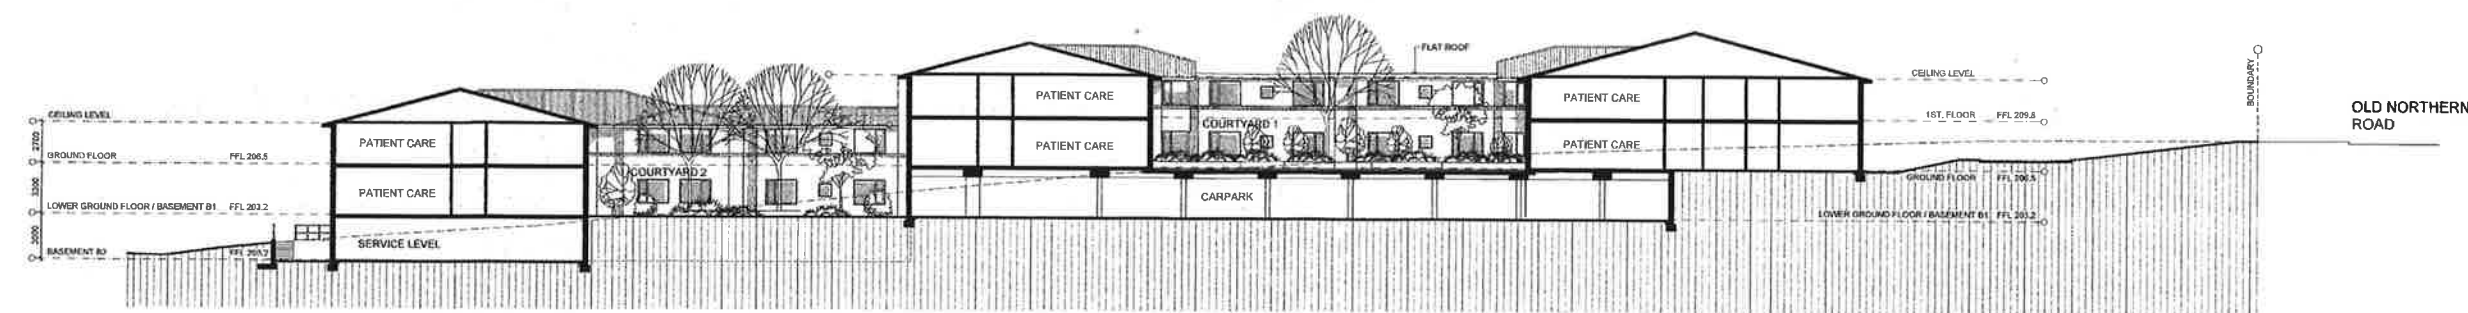 FLAT ROOF
CEILING LEVEL
BOUNDARY
OLD NORTHERN
ROAD
PATIENT CARE
PATIENT CARE
CEILING LEVEL
1ST. FLOOR FFL 209.8
2700
COURTYARD 1
PATIENT CARE
PATIENT CARE
PATIENT CARE
GROUND FLOOR FFL 206.5
3300
COURTYARD 2
GROUND FLOOR FFL 206.5
PATIENT CARE
CARPARK
LOWER GROUND FLOOR / BASEMENT B1 FFL 203.2
LOWER GROUND FLOOR / BASEMENT B1 FFL 203.2
3000
SERVICE LEVEL
BASEMENT B2 FFL 200.2